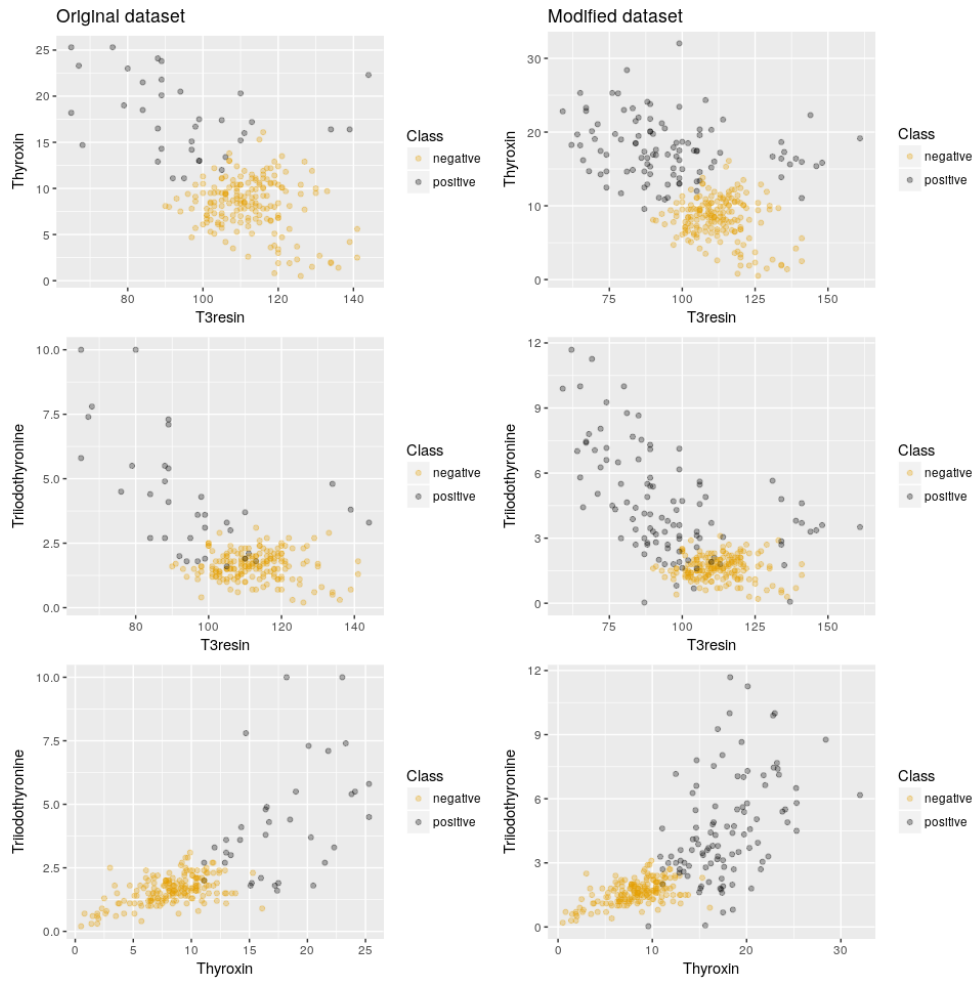 Original dataset
Modified dataset
25
20
15
10
5
0
Thyroxin
80
100
120
140
T3resin
Class
negative
positive
30
20
10
0
Thyroxin
75
100
125
150
T3resin
Class
negative
positive
10.0
7.5
5.0
2.5
0.0
Triiodothyronine
80
100
120
140
T3resin
Class
negative
positive
12
9
6
3
0
Triiodothyronine
75
100
125
150
T3resin
Class
negative
positive
10.0
7.5
5.0
2.5
0.0
Triiodothyronine
0
5
10
15
20
25
Thyroxin
Class
negative
positive
12
9
6
3
0
Triiodothyronine
0
10
20
30
Thyroxin
Class
negative
positive